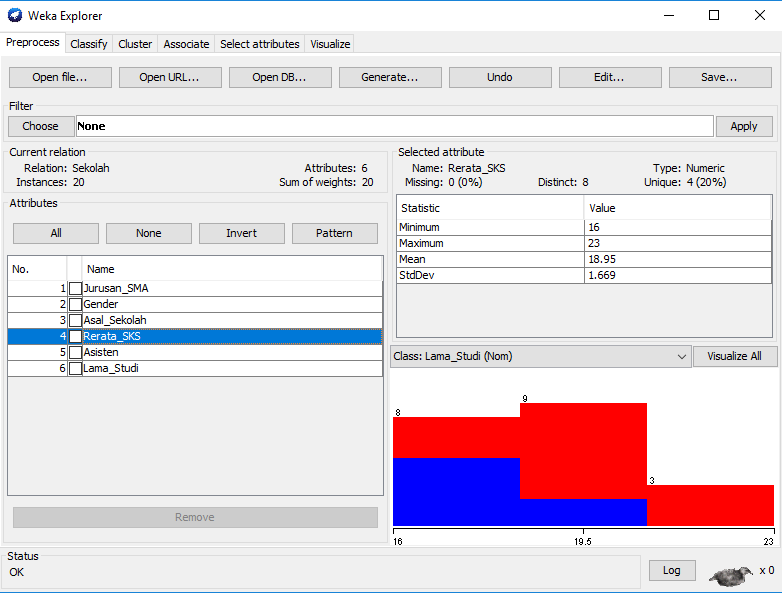 Weka Explorer
Preprocess Classify Cluster Associate Select attributes Visualize
Open file... Open URL... Open DB... Generate... Undo Edit... Save...
Filter
Choose None Apply
Current relation
Relation: Sekolah Attributes: 6
Instances: 20 Sum of weights: 20
Attributes
All None Invert Pattern
No. Name
1 Jurusan_SMA
2 Gender
3 Asal_Sekolah
4 Rerata_SKS
5 Asisten
6 Lama_Studi
Remove
Selected attribute
Name: Rerata_SKS Type: Numeric
Missing: 0 (0%) Distinct: 8 Unique: 4 (20%)
Statistic Value
Minimum 16
Maximum 23
Mean 18.95
StdDev 1.669
Class: Lama_Studi (Nom) Visualize All
8 9 3
16 19.5 23
Status
OK
Log x 0